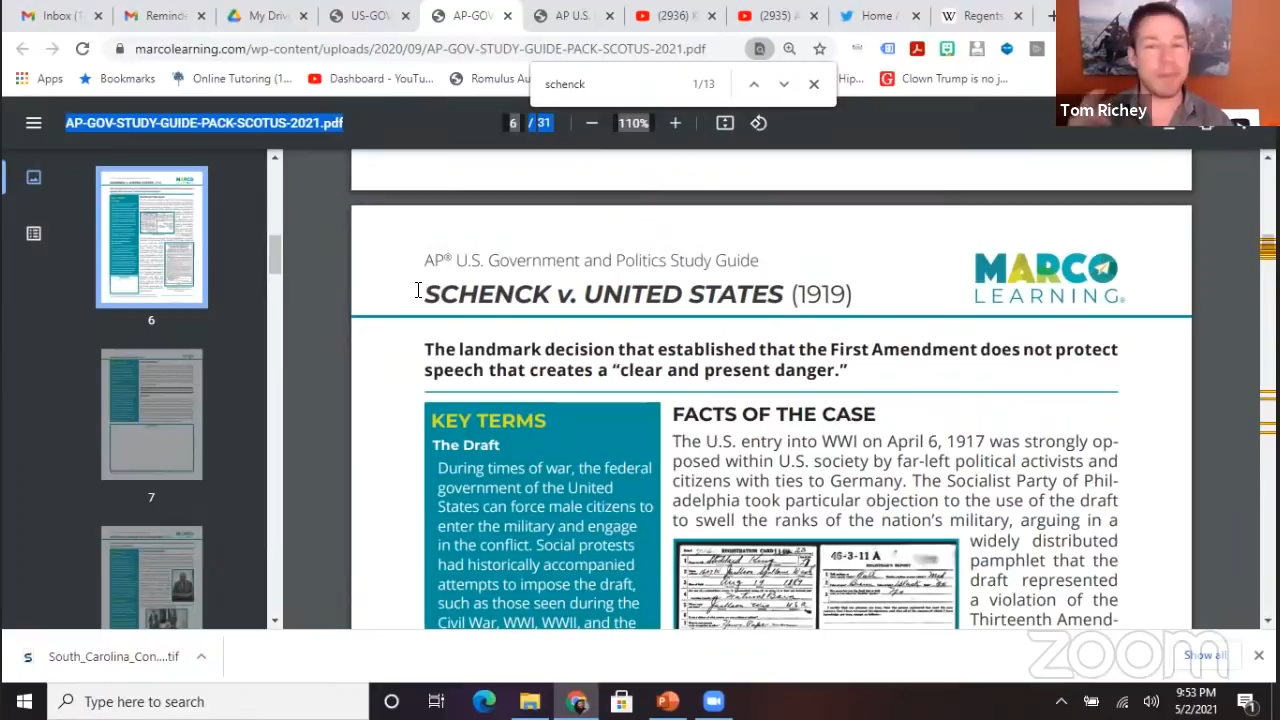 Inb
Remind
My Driv
US-GOV
AP-GOV
AP U.S.
(2936) K
(2935) A
Home /
Regents
marcolearning.com/wp-content/uploads/2020/09/AP-GOV-STUDY-GUIDE-PACK-SCOTUS-2021.pdf
Apps
Bookmarks
Online Tutoring (1...
Dashboard - YouTu...
Romulus Au
Hip...
Clown Trump is no j...
schenck
1/13
Tom Richey
AP-GOV-STUDY-GUIDE-PACK-SCOTUS-2021.pdf
6 / 31
110%
6
7
AP® U.S. Government and Politics Study Guide
SCHENCK v. UNITED STATES (1919)
MARCO
LEARNING®
The landmark decision that established that the First Amendment does not protect
speech that creates a “clear and present danger.”
KEY TERMS
The Draft
During times of war, the federal
government of the United
States can force male citizens to
enter the military and engage
in the conflict. Social protests
had historically accompanied
attempts to impose the draft,
such as those seen during the
Civil War, WWI, WWII, and the
FACTS OF THE CASE
The U.S. entry into WWI on April 6, 1917 was strongly op-
posed within U.S. society by far-left political activists and
citizens with ties to Germany. The Socialist Party of Phil-
adelphia took particular objection to the use of the draft
to swell the ranks of the nation’s military, arguing in a
widely distributed
pamphlet that the
draft represented
a violation of the
Thirteenth Amend-
REGISTRATION CARD
46-3-11 A
REGISTRAR'S REPORT
South_Carolina_Con....tif
Show all
zoom
Type here to search
9:53 PM
5/2/2021
1